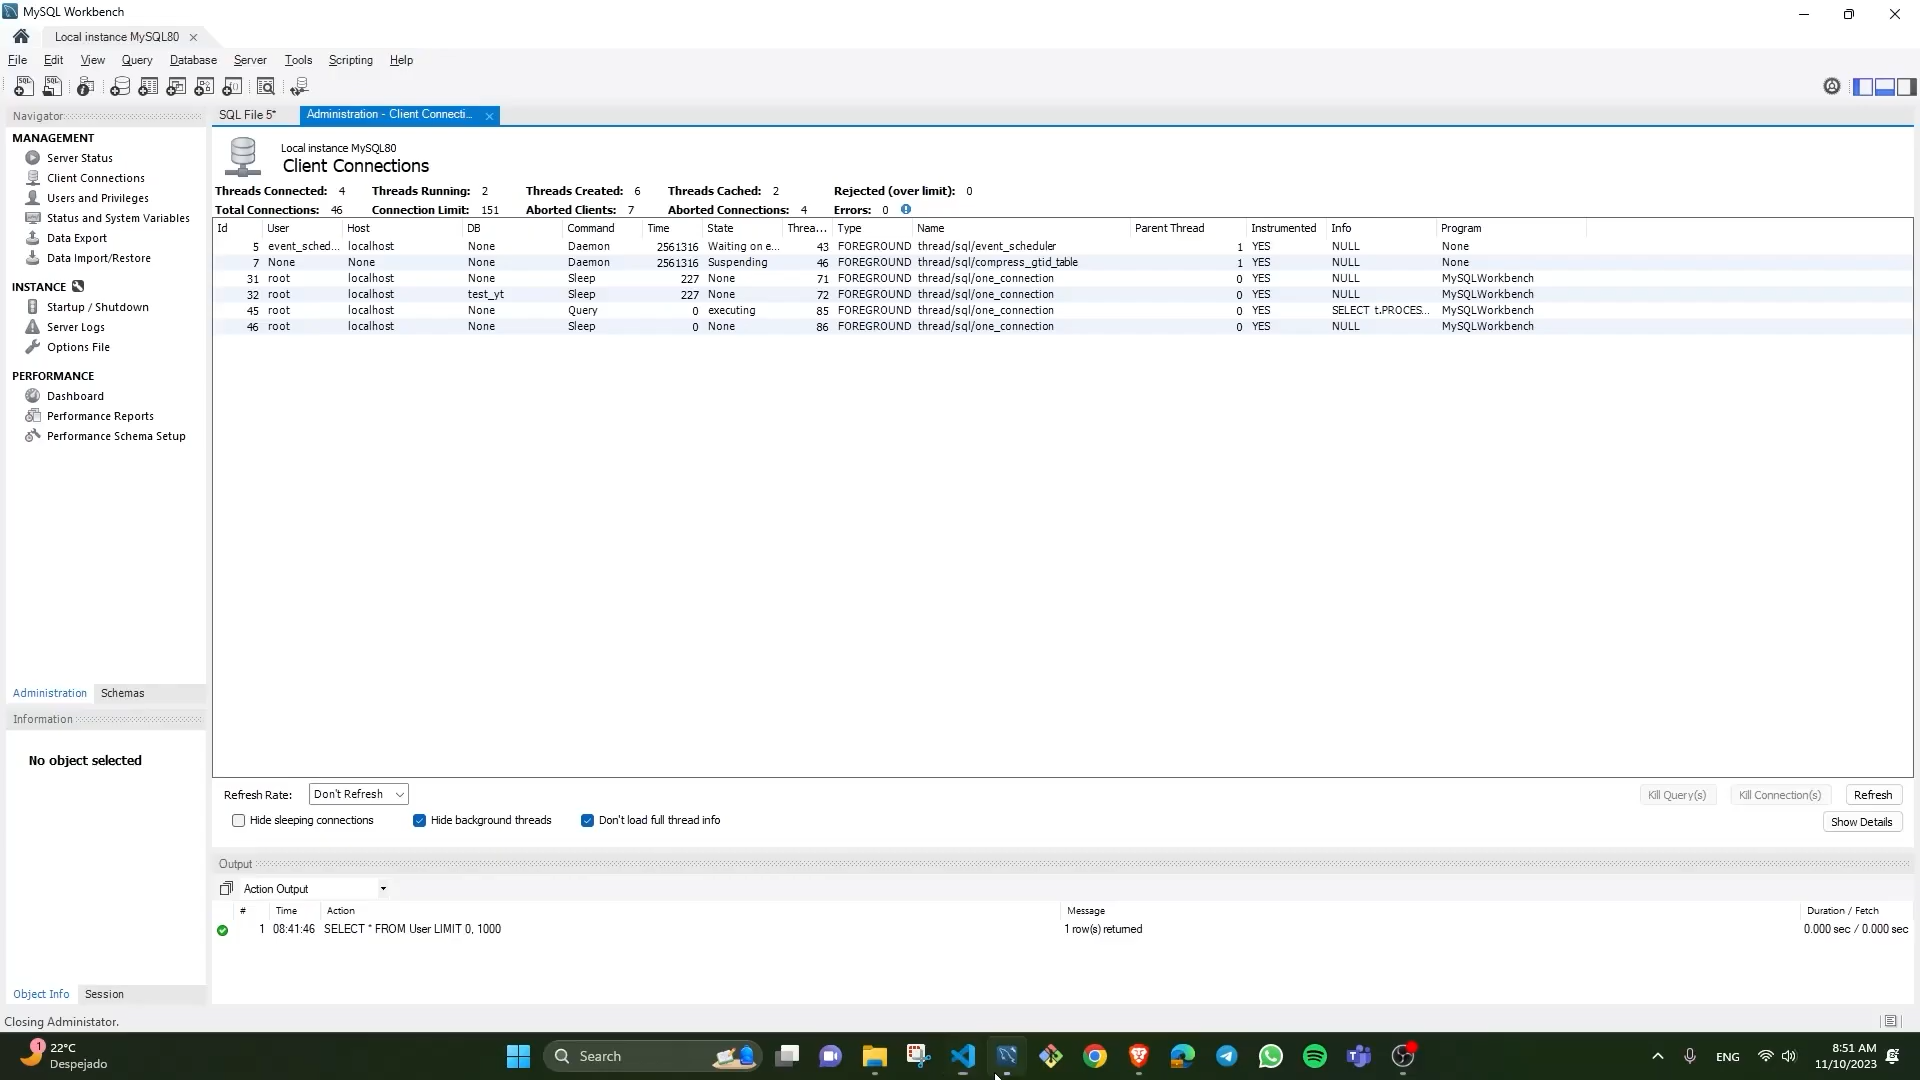 MySQL Workbench
Local instance MySQL80
File Edit View Query Database Server Tools Scripting Help
Navigator
MANAGEMENT
Server Status
Client Connections
Users and Privileges
Status and System Variables
Data Export
Data Import/Restore
INSTANCE
Startup / Shutdown
Server Logs
Options File
PERFORMANCE
Dashboard
Performance Reports
Performance Schema Setup
Administration Schemas
Information
No object selected
Object Info Session
SQL File 5* Administration - Client Connecti...
Local instance MySQL80
Client Connections
Threads Connected: 4 Threads Running: 2 Threads Created: 6 Threads Cached: 2 Rejected (over limit): 0
Total Connections: 46 Connection Limit: 151 Aborted Clients: 7 Aborted Connections: 4 Errors: 0
Id User Host DB Command Time State Threa... Type Name Parent Thread Instrumented Info Program
5 event_sched... localhost None Daemon 2561316 Waiting on e... 43 FOREGROUND thread/sql/event_scheduler 1 YES NULL None
7 None None None Daemon 2561316 Suspending 46 FOREGROUND thread/sql/compress_gtid_table 1 YES NULL None
31 root localhost None Sleep 227 None 71 FOREGROUND thread/sql/one_connection 0 YES NULL MySQLWorkbench
32 root localhost test_yt Sleep 227 None 72 FOREGROUND thread/sql/one_connection 0 YES NULL MySQLWorkbench
45 root localhost None Query 0 executing 85 FOREGROUND thread/sql/one_connection 0 YES SELECT t.PROCES... MySQLWorkbench
46 root localhost None Sleep 0 None 86 FOREGROUND thread/sql/one_connection 0 YES NULL MySQLWorkbench
Refresh Rate: Don't Refresh Kill Query(s) Kill Connection(s) Refresh
Hide sleeping connections Hide background threads Don't load full thread info Show Details
Output
Action Output
# Time Action Message Duration / Fetch
1 08:41:46 SELECT * FROM User LIMIT 0, 1000 1 row(s) returned 0.000 sec / 0.000 sec
Closing Administator.
1 22°C
Despejado
Search
ENG
8:51 AM
11/10/2023